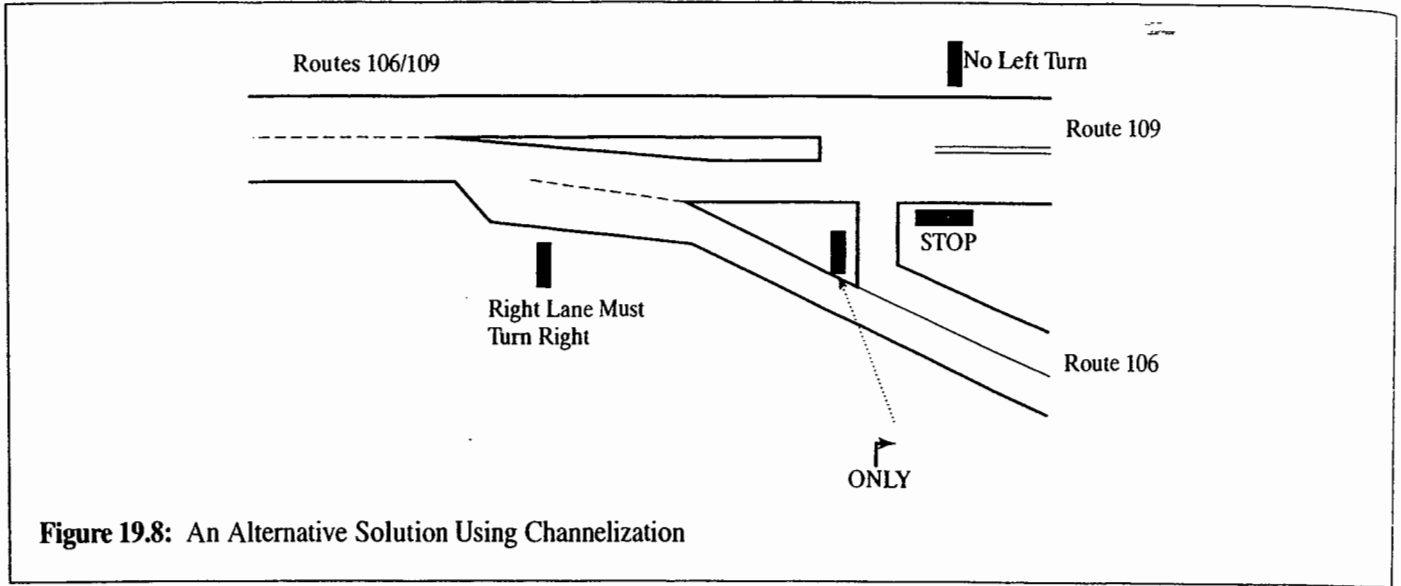 Routes 106/109
No Left Turn
Route 109
STOP
Right Lane Must
Turn Right
Route 106
ONLY
Figure 19.8: An Alternative Solution Using Channelization